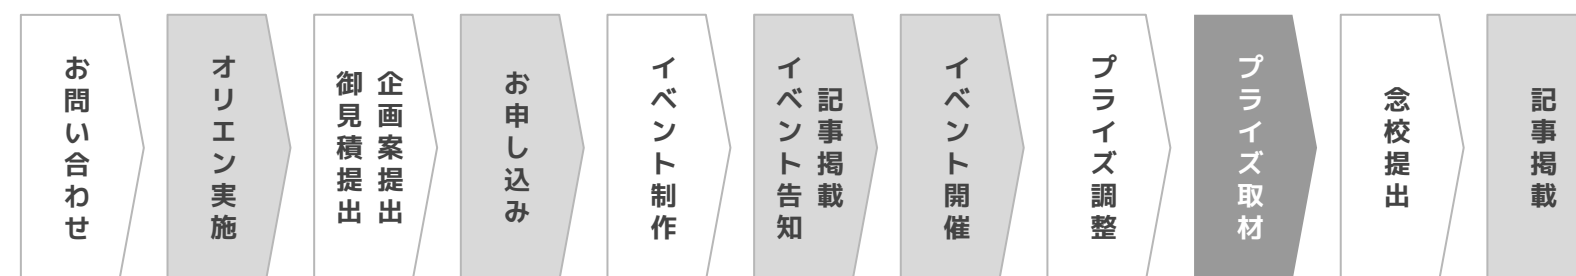 お問い合わせ
オリエン実施
企画案提出
御見積提出
お申し込み
イベント制作
記事掲載
イベント告知
イベント開催
プライズ調整
プライズ取材
念校提出
記事掲載